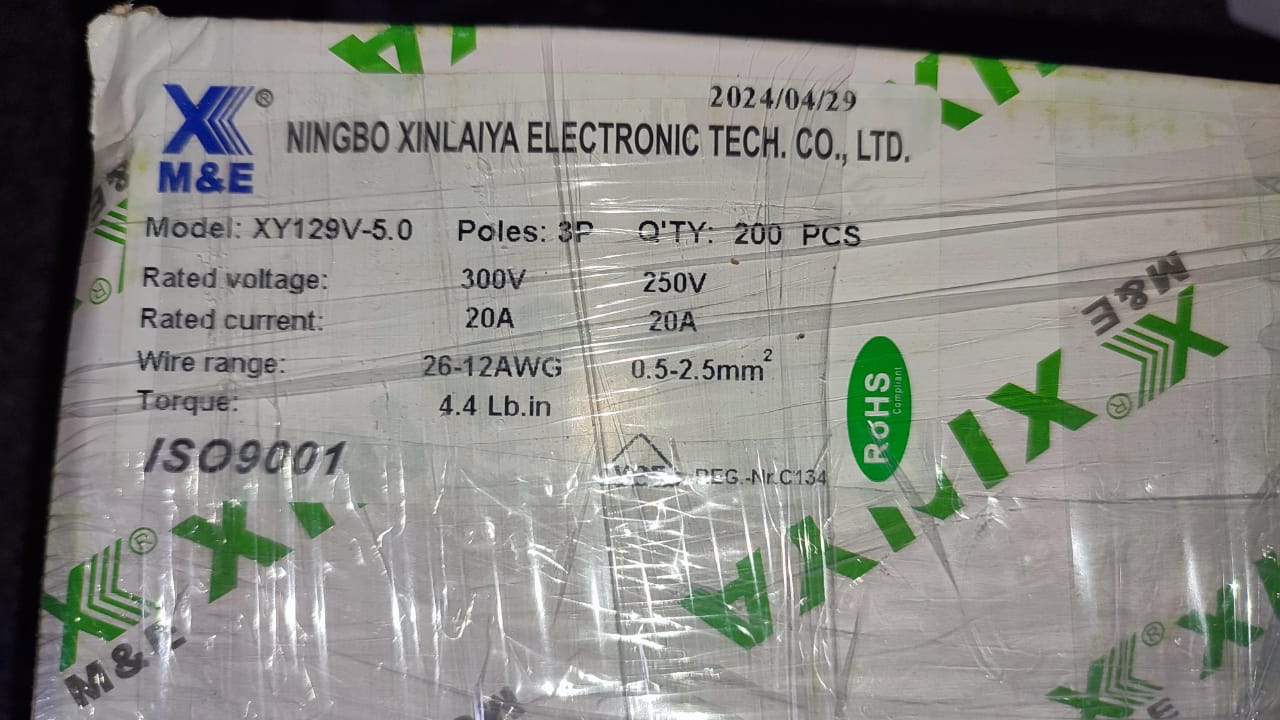 2024/04/29
X ®
M&E
NINGBO XINLAIYA ELECTRONIC TECH. CO., LTD.
Model: XY129V-5.0 Poles: 3P Q'TY: 200 PCS
Rated voltage: 300V 250V
Rated current: 20A 20A
Wire range: 26-12AWG 0.5-2.5mm²
Torque: 4.4 Lb.in
ISO9001
REG.-Nr.C134
RoHS
Compliant
M&E
®
XINLAIYA
®
M&E
®
M&E